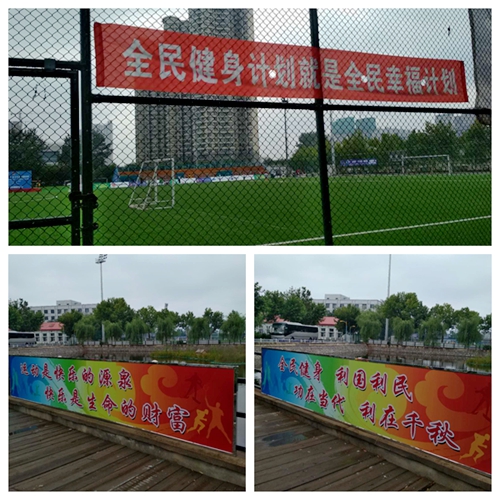 全民健身计划就是全民幸福计划
运动是快乐的源泉
快乐是生命的财富
全民健身 利国利民
功在当代 利在千秋